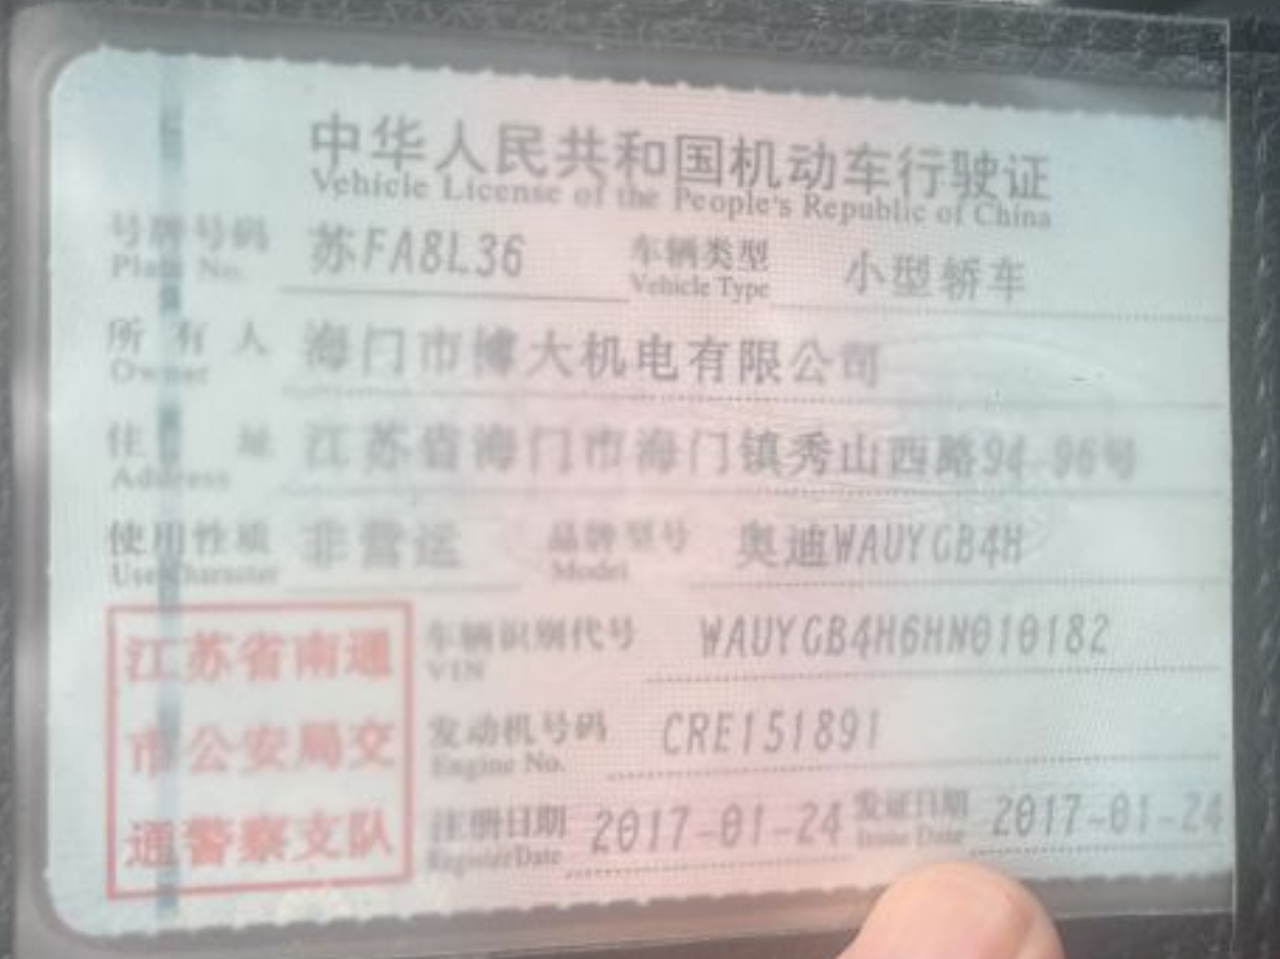 中华人民共和国机动车行驶证
Vehicle License of the People's Republic of China
号牌号码 苏FA8L36 车辆类型 小型轿车
Plate No. Vehicle Type
所有人 海门市博大机电有限公司
Owner
住址 江苏省海门市海门镇秀山西路94-96号
Address
使用性质 非营运 品牌型号 奥迪WAUYGB4H
Use Character Model
车辆识别代号 WAUYGB4H6HN010182
VIN
发动机号码 CRE151891
Engine No.
注册日期 2017-01-24 发证日期 2017-01-24
Register Date Issue Date
江苏省南通
市公安局交
通警察支队